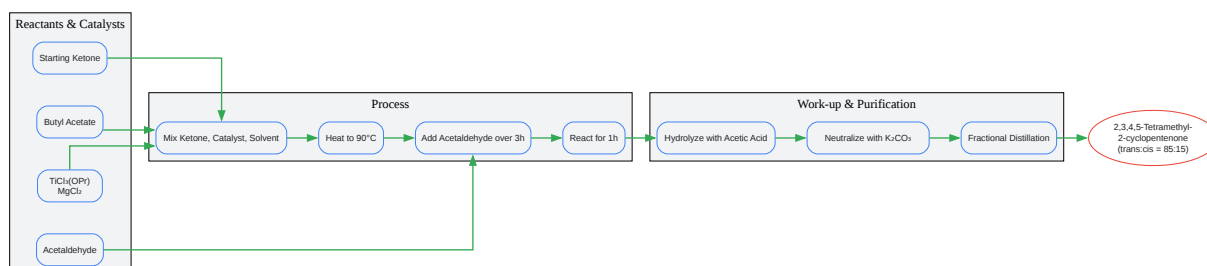 Reactants & Catalysts
Starting Ketone
Butyl Acetate
TiCl₃(OPr)
MgCl₂
Acetaldehyde
Process
Mix Ketone, Catalyst, Solvent
Heat to 90°C
Add Acetaldehyde over 3h
React for 1h
Work-up & Purification
Hydrolyze with Acetic Acid
Neutralize with K₂CO₃
Fractional Distillation
2,3,4,5-Tetramethyl-
2-cyclopentenone
(trans:cis = 85:15)